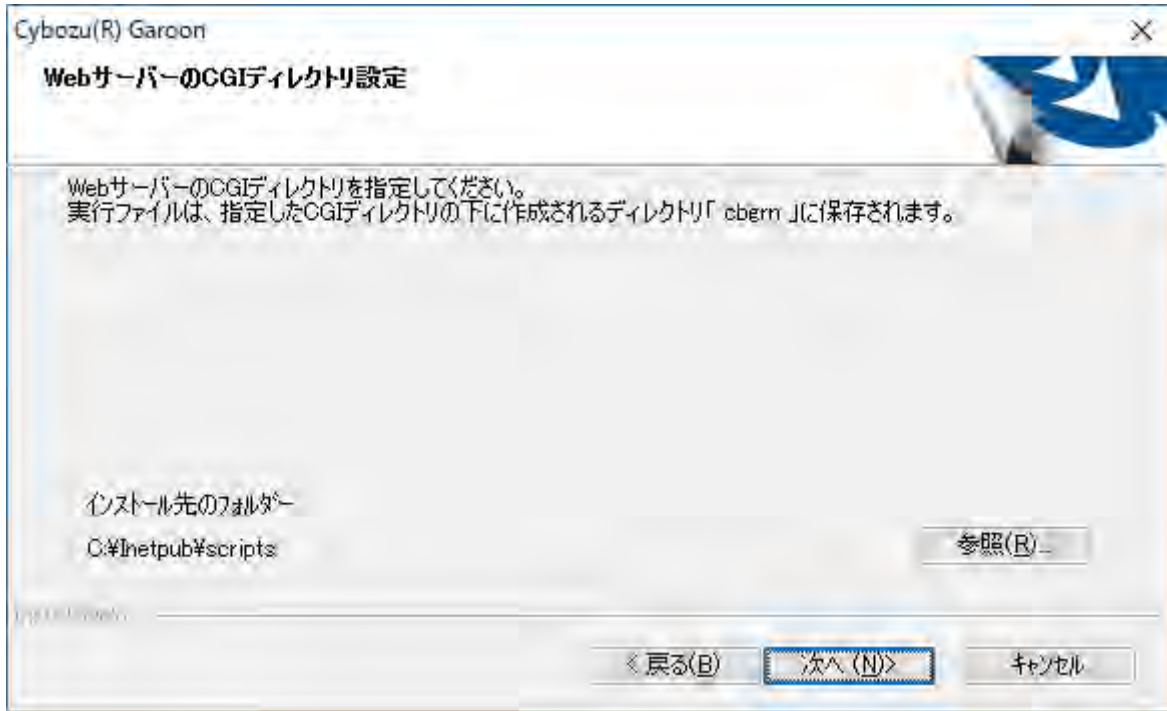 Cybozu(R) Garoon
WebサーバーのCGIディレクトリ設定
WebサーバーのCGIディレクトリを指定してください。
実行ファイルは、指定したCGIディレクトリの下に作成されるディレクトリ「 cbgrn 」に保存されます。
インストール先のフォルダー
C:¥Inetpub¥scripts
参照(R)...
< 戻る(B)
次へ (N)>
キャンセル